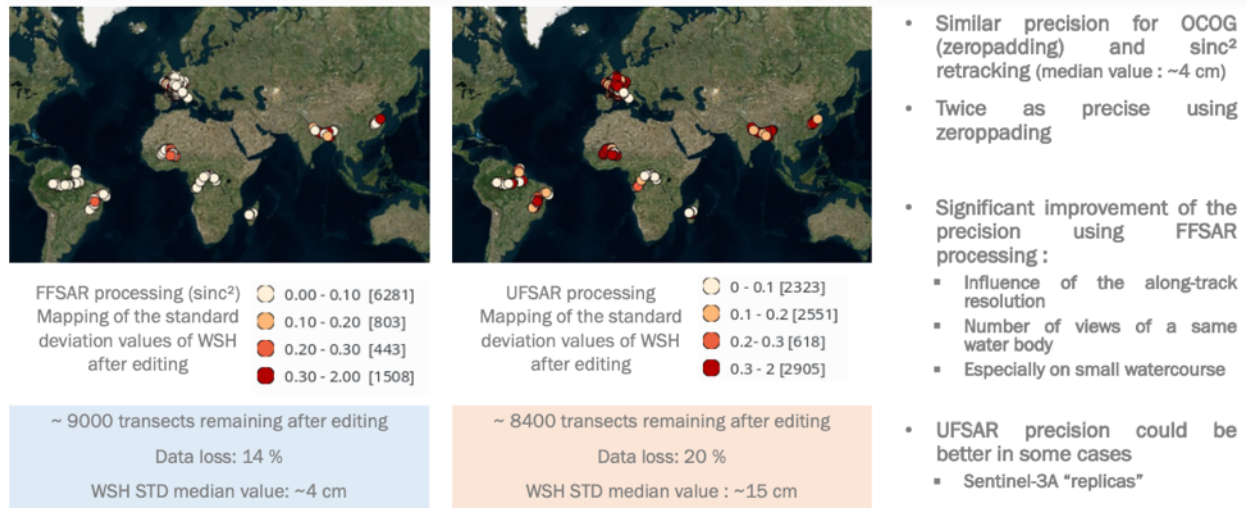 FFSAR processing (sinc²)
Mapping of the standard
deviation values of WSH
after editing
0.00 - 0.10 [6281]
0.10 - 0.20 [803]
0.20 - 0.30 [443]
0.30 - 2.00 [1508]
~ 9000 transects remaining after editing
Data loss: 14 %
WSH STD median value: ~4 cm
UFSAR processing
Mapping of the standard
deviation values of WSH
after editing
0 - 0.1 [2323]
0.1 - 0.2 [2551]
0.2- 0.3 [618]
0.3 - 2 [2905]
~ 8400 transects remaining after editing
Data loss: 20 %
WSH STD median value : ~15 cm
• Similar precision for OCOG
(zeropadding) and sinc²
retracking (median value : ~4 cm)
• Twice as precise using
zeroppading
• Significant improvement of the
precision using FFSAR
processing :
▪ Influence of the along-track
resolution
▪ Number of views of a same
water body
▪ Especially on small watercourse
• UFSAR precision could be
better in some cases
▪ Sentinel-3A “replicas”